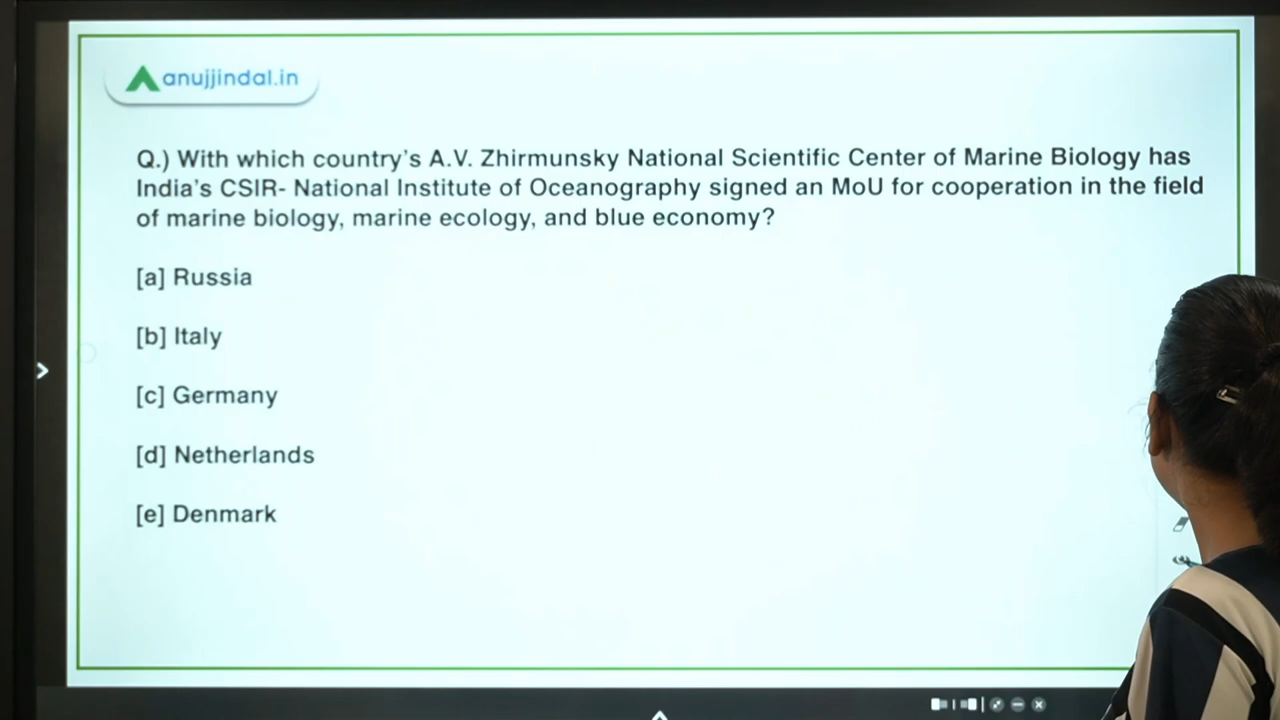 anujjindal.in
Q.) With which country's A.V. Zhirmunsky National Scientific Center of Marine Biology has
India's CSIR- National Institute of Oceanography signed an MoU for cooperation in the field
of marine biology, marine ecology, and blue economy?
[a] Russia
[b] Italy
[c] Germany
[d] Netherlands
[e] Denmark